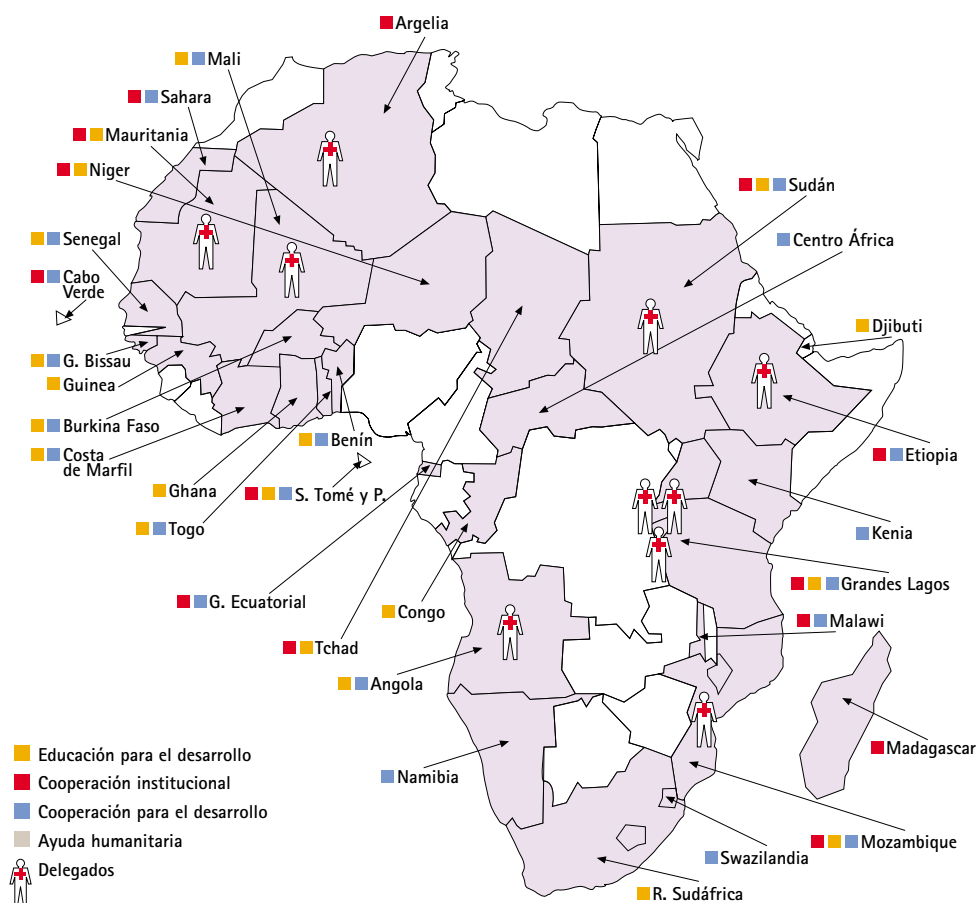 Argelia
Mali
Sahara
Mauritania
Niger
Sudán
Senegal
Centro África
Cabo
Verde
Djibuti
G. Bissau
Guinea
Burkina Faso
Benín
Costa
de Marfil
Etiopia
Ghana
S. Tomé y P.
Togo
Kenia
Grandes Lagos
G. Ecuatorial
Congo
Malawi
Tchad
Angola
Madagascar
Educación para el desarrollo
Namibia
Cooperación institucional
Cooperación para el desarrollo
Ayuda humanitaria
Mozambique
Swazilandia
Delegados
R. Sudáfrica